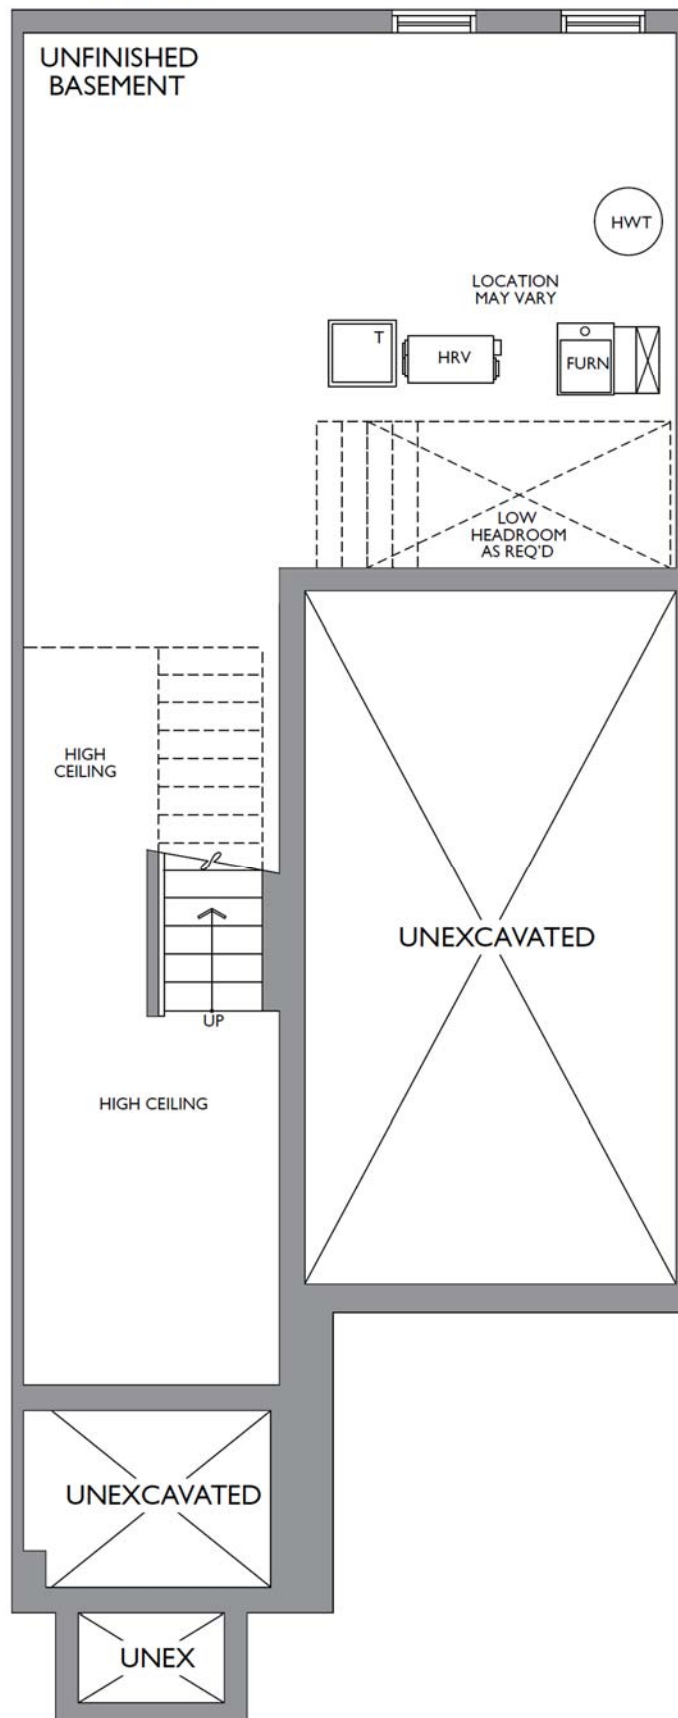 UNFINISHED
BASEMENT
HWT
LOCATION
MAY VARY
T
HRV
FURN
LOW
HEADROOM
AS REQ'D
HIGH
CEILING
UNEXCAVATED
UP
HIGH CEILING
UNEXCAVATED
UNEX